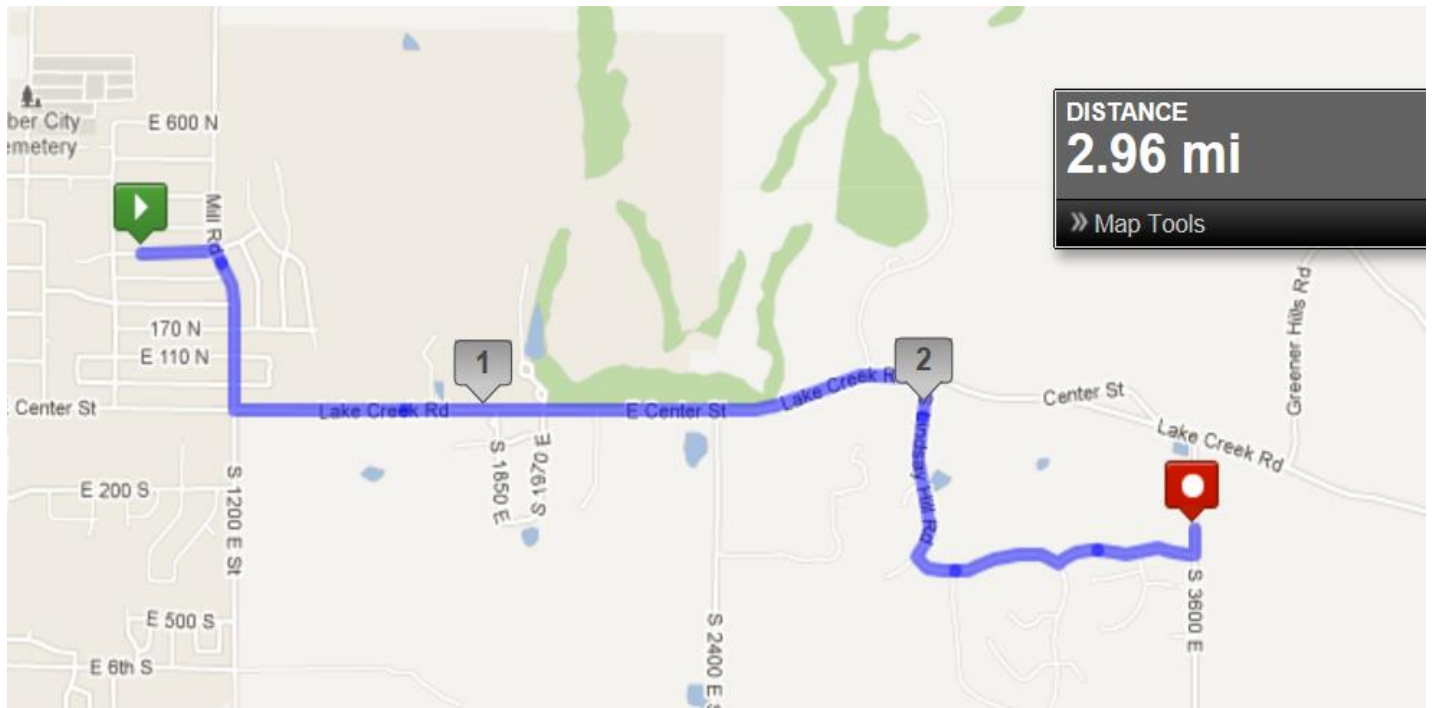 ber City
emetery
E 600 N
Mill Rd
DISTANCE
2.96 mi
» Map Tools
170 N
E 110 N
Center St
1
2
Lake Creek Rd
E Center St
Lake Creek R
Center St
Lake Creek Rd
Greener Hills Rd
S 1850 E
S 1970 E
Lindsay Hill Rd
E 200 S
S 1200 E St
E 500 S
E 6th S
S 2400 E S
S 3600 E